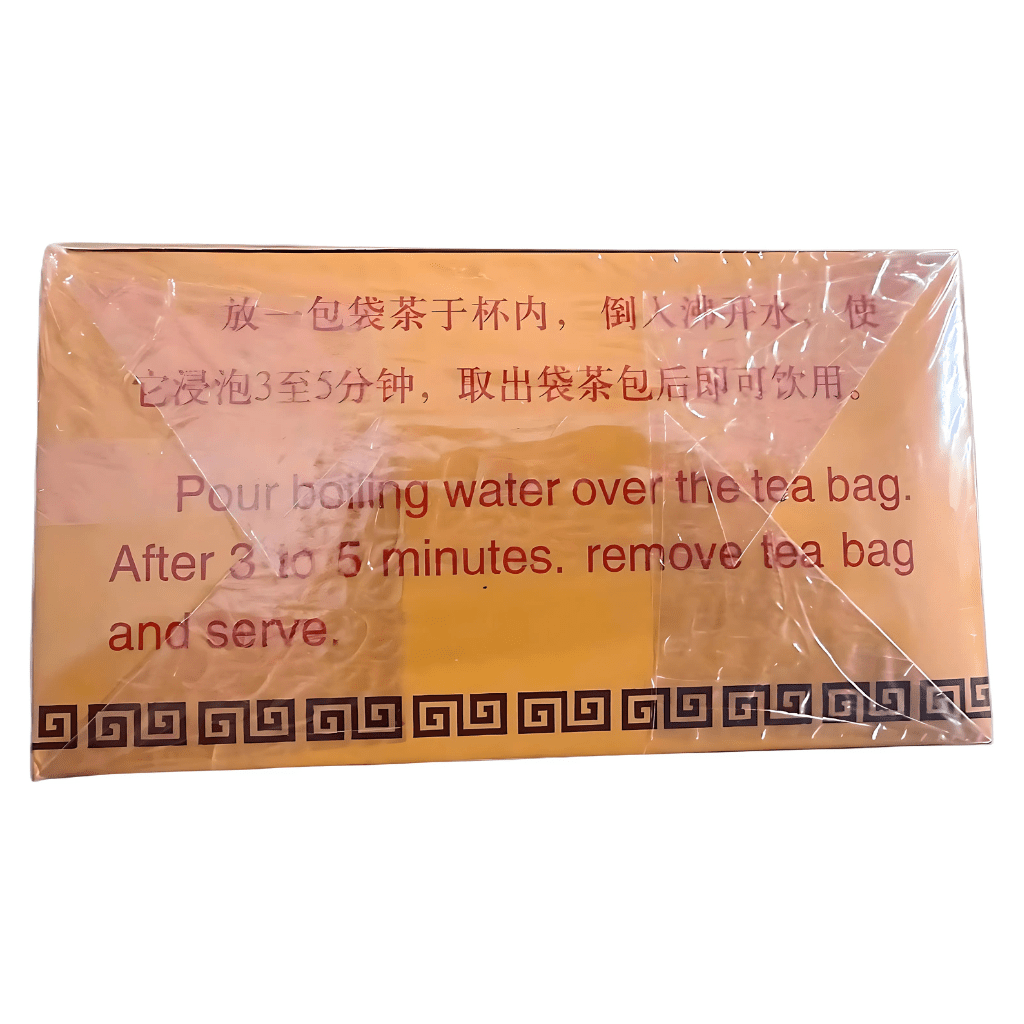 放一包袋茶于杯内，倒入沸开水，使
它浸泡3至5分钟，取出袋茶包后即可饮用。
Pour boiling water over the tea bag.
After 3 to 5 minutes. remove tea bag
and serve.